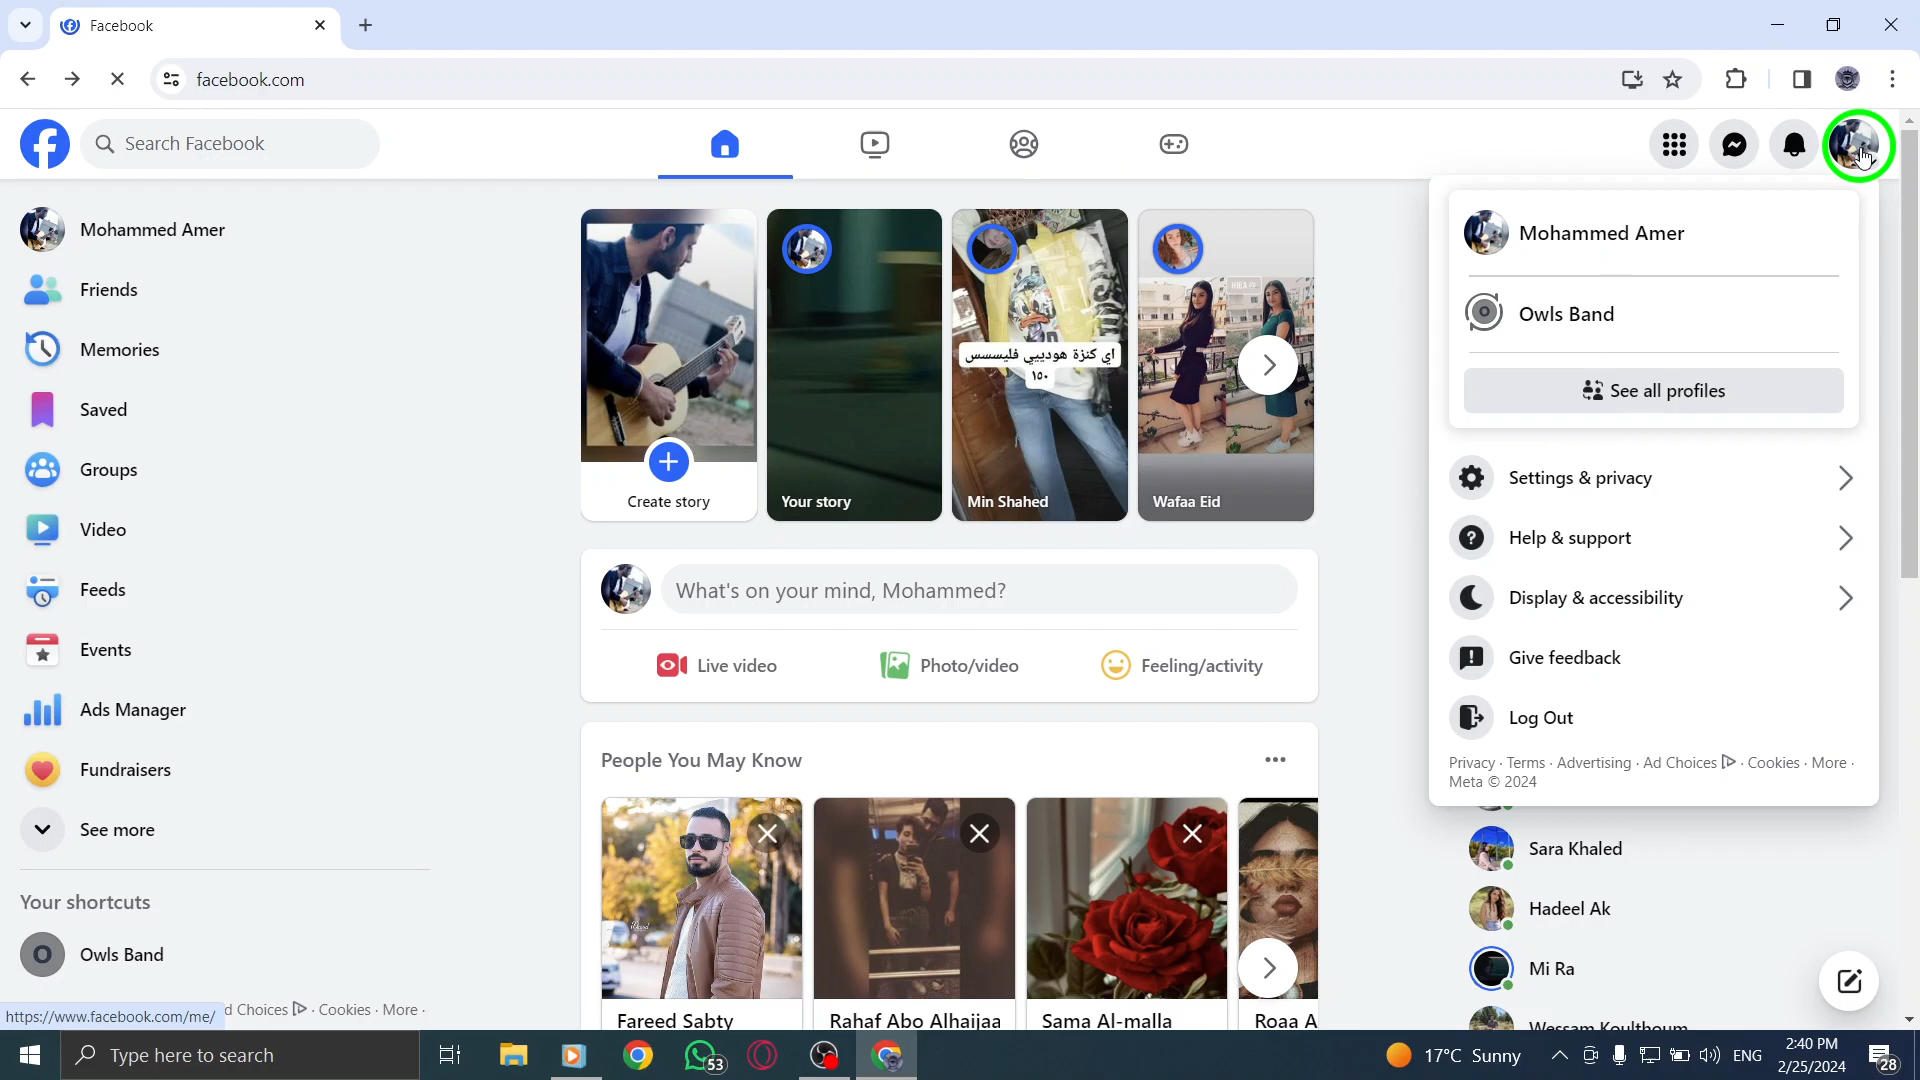 Facebook
facebook.com
Search Facebook
Mohammed Amer
Friends
Memories
Saved
Groups
Video
Feeds
Events
Ads Manager
Fundraisers
See more
Your shortcuts
O Owls Band
d Choices · Cookies · More ·
https://www.facebook.com/me/
Create story
Your story
اي كنزة هودييي فليسسس
١٥٠
Min Shahed
HIBA
Wafaa Eid
What's on your mind, Mohammed?
Live video
Photo/video
Feeling/activity
People You May Know
Fareed Sabty
Rahaf Abo Alhaijaa
Sama Al-malla
Roaa A
Mohammed Amer
O Owls Band
See all profiles
Settings & privacy
Help & support
Display & accessibility
Give feedback
Log Out
Privacy · Terms · Advertising · Ad Choices · Cookies · More ·
Meta © 2024
Sara Khaled
Hadeel Ak
Mi Ra
Wessam Koulthoum
Type here to search
53
17°C Sunny
ENG
2:40 PM
2/25/2024
28